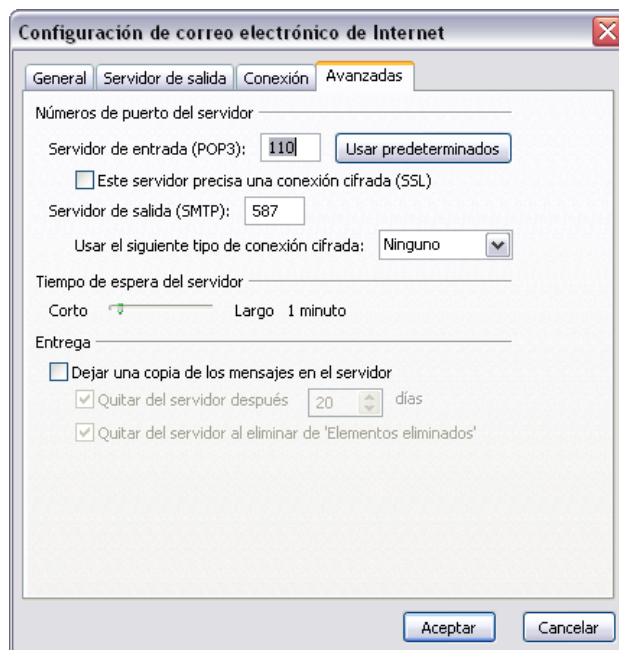 Configuración de correo electrónico de Internet
General Servidor de salida Conexión Avanzadas
Números de puerto del servidor
Servidor de entrada (POP3): 110 Usar predeterminados
Este servidor precisa una conexión cifrada (SSL)
Servidor de salida (SMTP): 587
Usar el siguiente tipo de conexión cifrada: Ninguno
Tiempo de espera del servidor
Corto Largo 1 minuto
Entrega
Dejar una copia de los mensajes en el servidor
Quitar del servidor después 20 días
Quitar del servidor al eliminar de 'Elementos eliminados'
Aceptar Cancelar